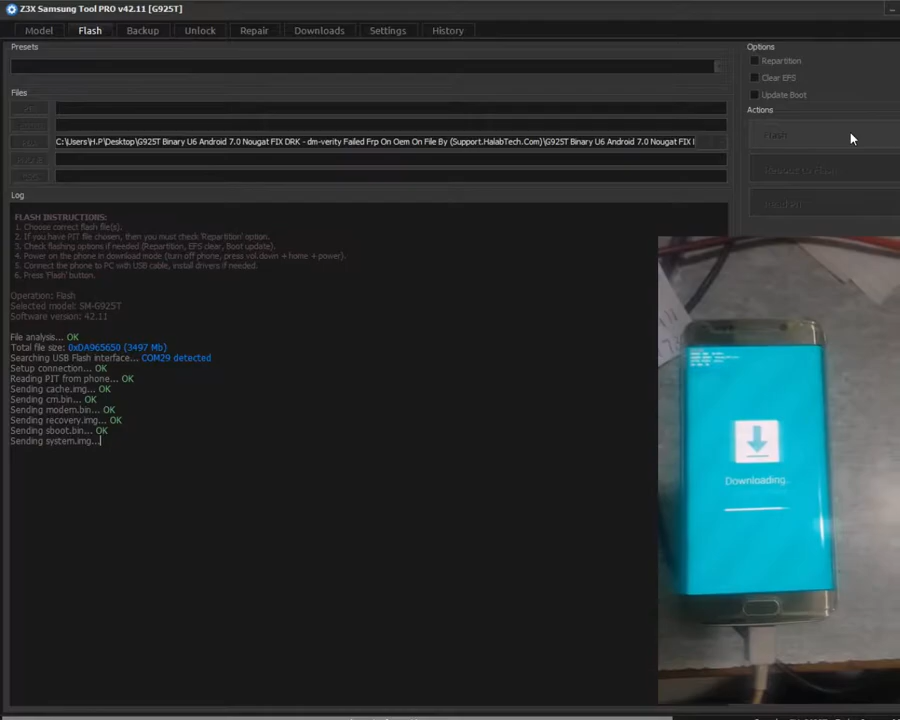 Z3X Samsung Tool PRO v42.11 [G925T]
Model Flash Backup Unlock Repair Downloads Settings History
Presets
Options
Repartition
Clear EFS
Update Boot
Files
Actions
Flash
C:\Users\H.P\Desktop\G925T Binary U6 Android 7.0 Nougat FIX DRK - dm-verity Failed Frp On Oem On File By (Support.HalabTech.Com)\G925T Binary U6 Android 7.0 Nougat FIX
Log
FLASH INSTRUCTIONS:
1. Choose correct flash file(s).
2. If you have PIT file chosen, then you must check 'Repartition' option.
3. Check flashing options if needed (Repartition, EFS clear, Boot update).
4. Power on the phone in download mode (turn off phone, press vol.down + home + power).
5. Connect the phone to PC with USB cable, install drivers if needed.
6. Press 'Flash' button.
Operation: Flash
Selected model: SM-G925T
Software version: 42.11
File analysis... OK
Total file size: 0xDA965650 (3497 Mb)
Searching USB Flash interface... COM29 detected
Setup connection... OK
Reading PIT from phone... OK
Sending cache.img... OK
Sending cm.bin... OK
Sending modem.bin... OK
Sending recovery.img... OK
Sending sboot.bin... OK
Sending system.img...
Downloading..